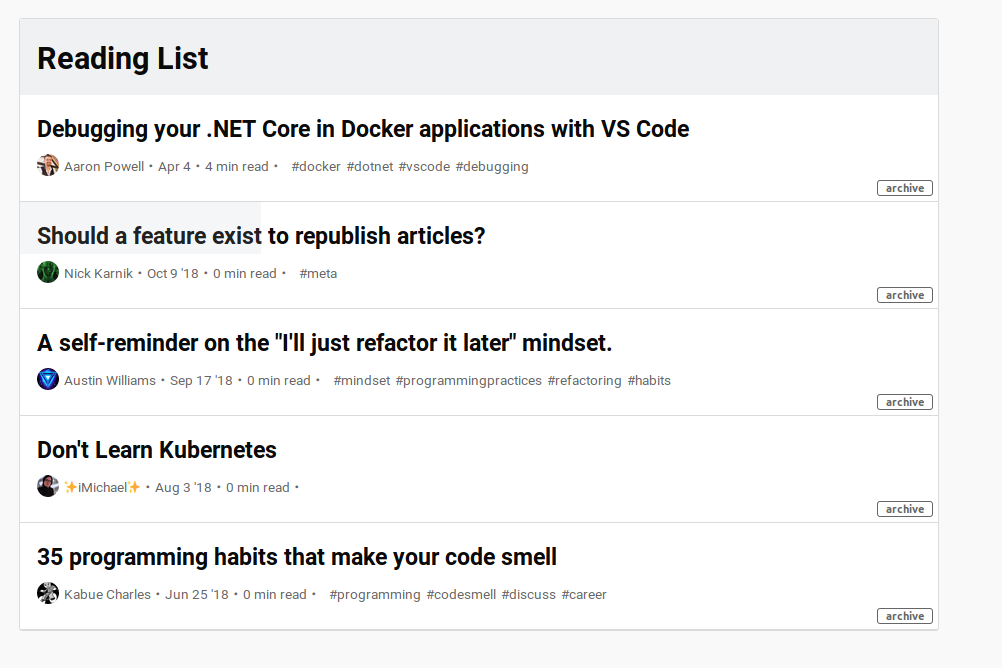 Reading List
Debugging your .NET Core in Docker applications with VS Code
Aaron Powell • Apr 4 • 4 min read • #docker #dotnet #vscode #debugging
archive
Should a feature exist to republish articles?
Nick Karnik • Oct 9 '18 • 0 min read • #meta
archive
A self-reminder on the "I'll just refactor it later" mindset.
Austin Williams • Sep 17 '18 • 0 min read • #mindset #programmingpractices #refactoring #habits
archive
Don't Learn Kubernetes
✨iMichael✨ • Aug 3 '18 • 0 min read •
archive
35 programming habits that make your code smell
Kabue Charles • Jun 25 '18 • 0 min read • #programming #codesmell #discuss #career
archive